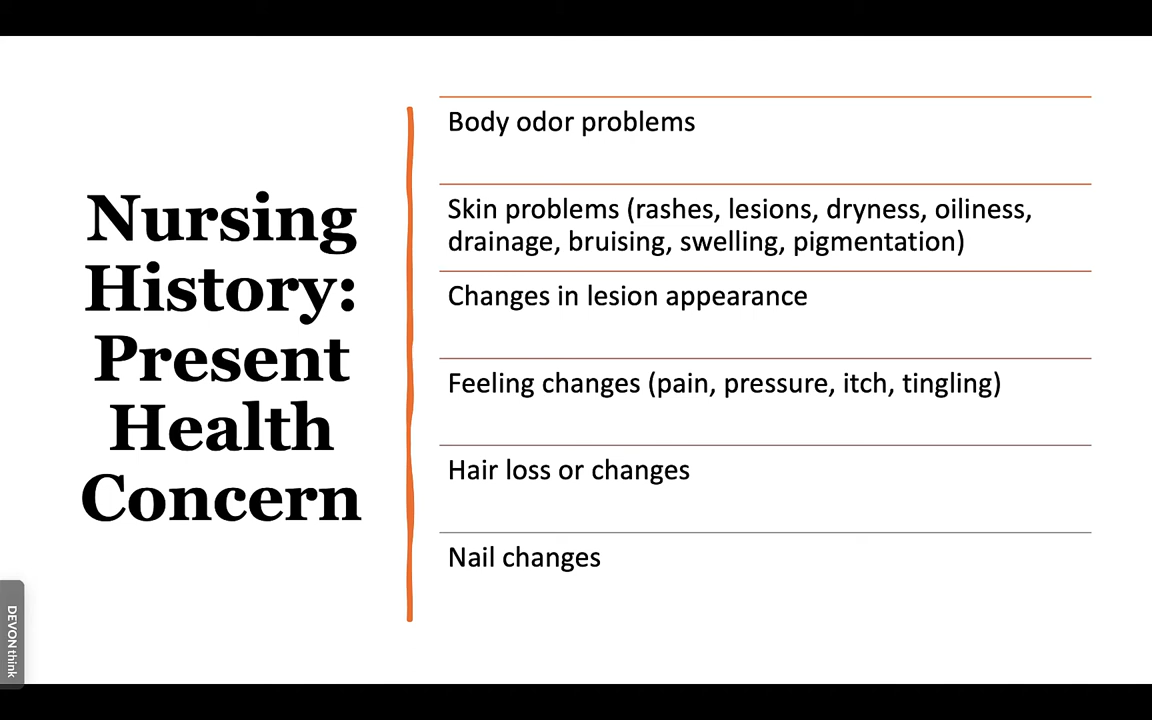 Nursing
History:
Present
Health
Concern
Body odor problems
Skin problems (rashes, lesions, dryness, oiliness,
drainage, bruising, swelling, pigmentation)
Changes in lesion appearance
Feeling changes (pain, pressure, itch, tingling)
Hair loss or changes
Nail changes
DEVONthink